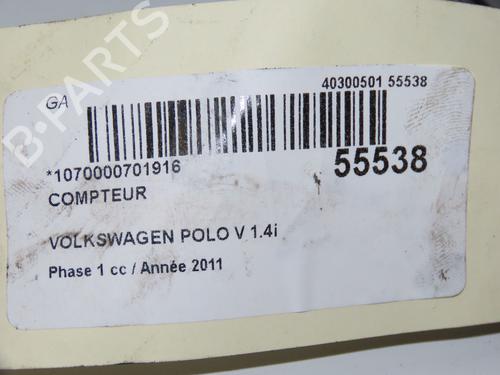 GA
40300501 55538
*1070000701916
55538
COMPTEUR
VOLKSWAGEN POLO V 1.4i
Phase 1 cc / Année 2011
B-PARTS